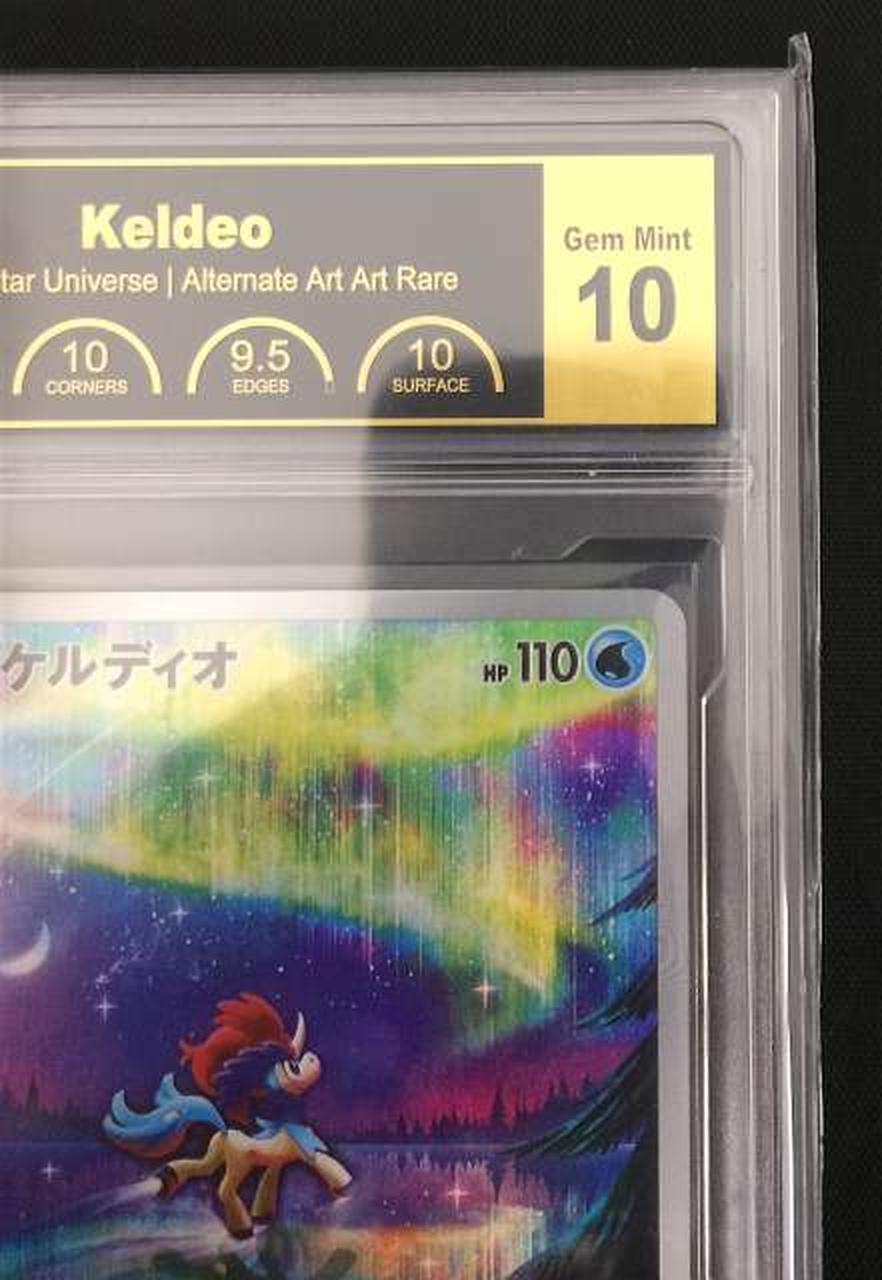 Keldeo
tar Universe | Alternate Art Art Rare
Gem Mint
10
10
CORNERS
9.5
EDGES
10
SURFACE
ケルディオ
HP 110